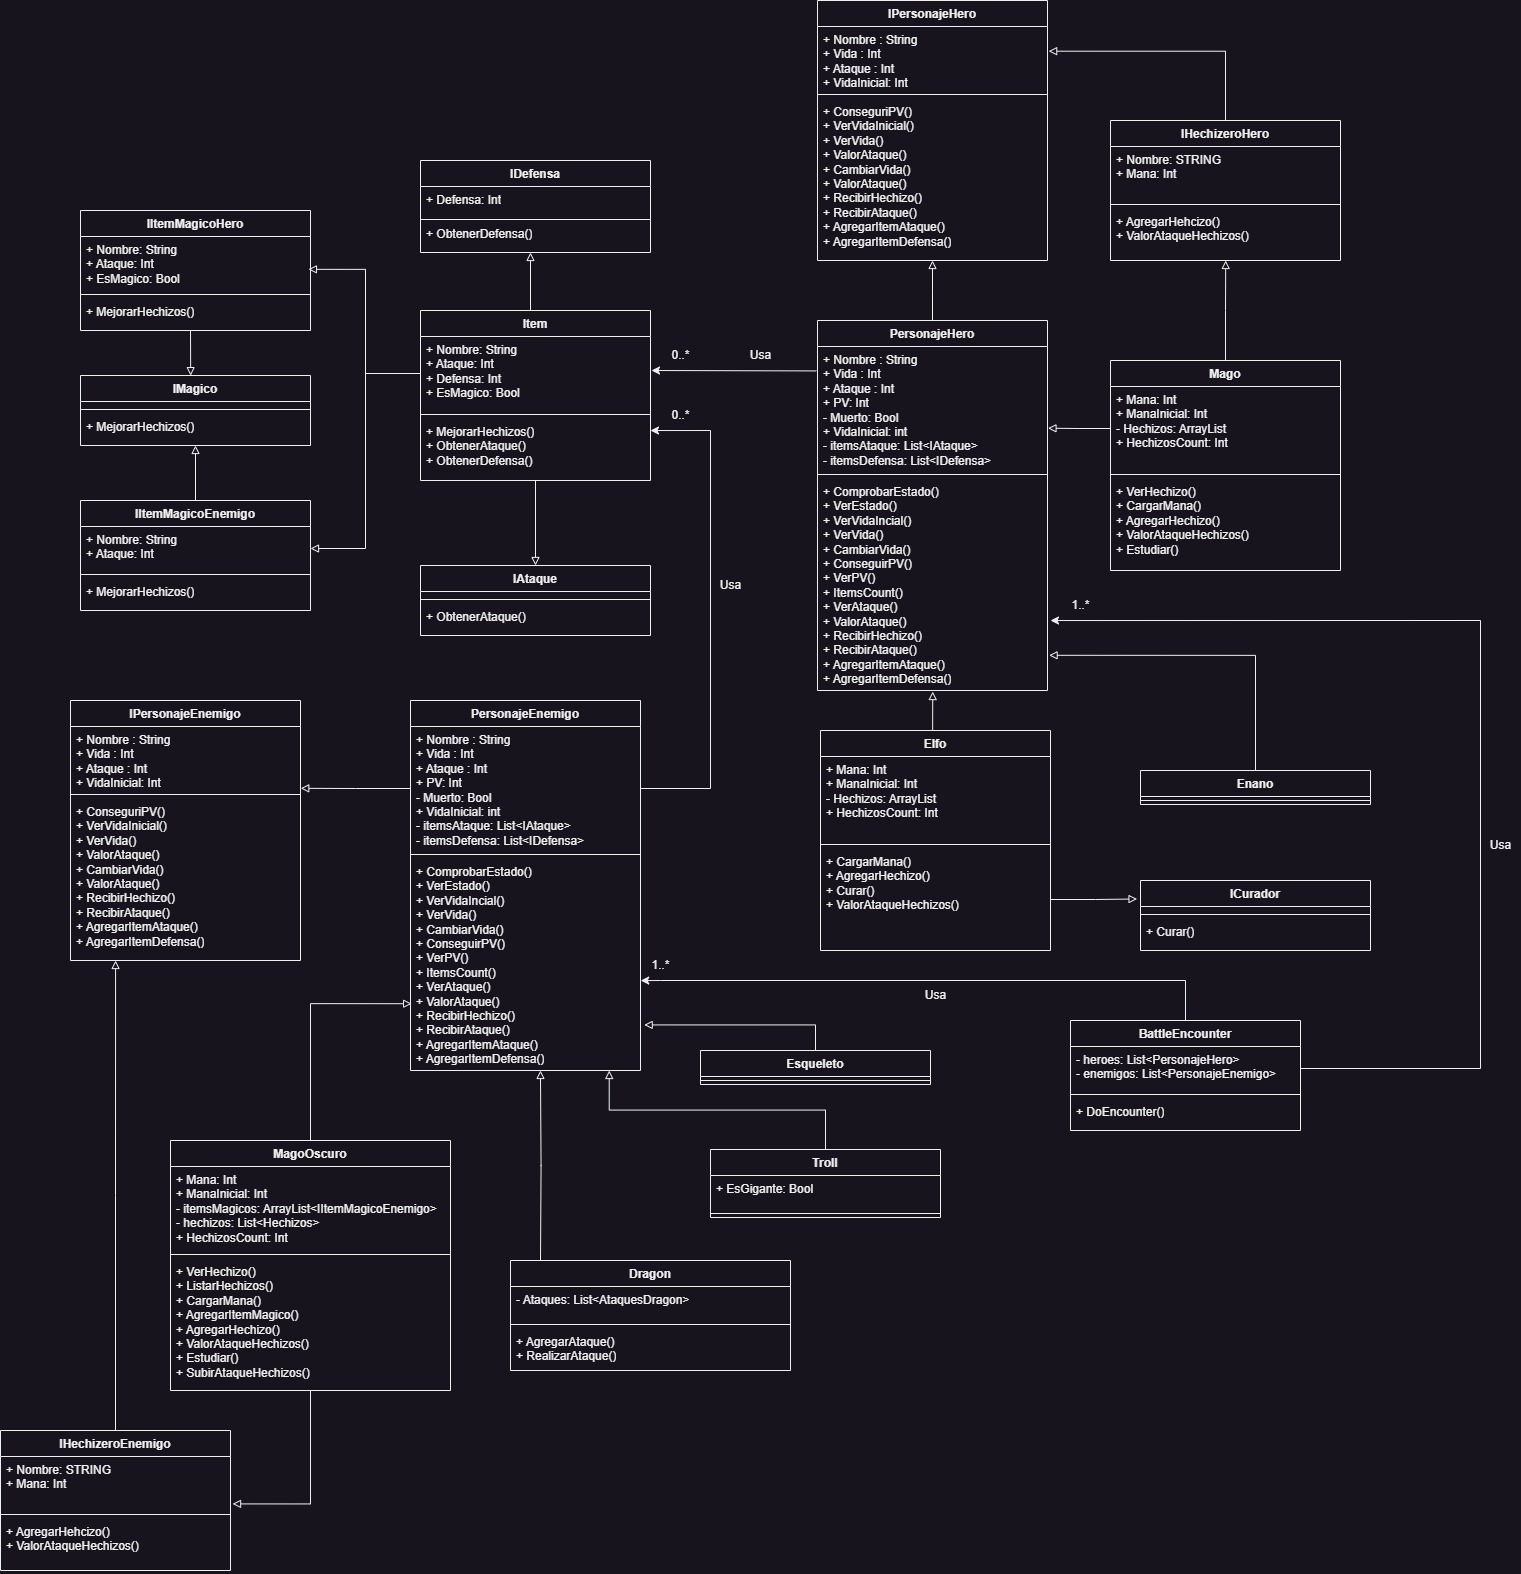 IPersonajeHero
+ Nombre : String
+ Vida : Int
+ Ataque : Int
+ VidaInicial: Int
+ ConseguriPV()
+ VerVidaInicial()
+ VerVida()
+ ValorAtaque()
+ CambiarVida()
+ ValorAtaque()
+ RecibirHechizo()
+ RecibirAtaque()
+ AgregarItemAtaque()
+ AgregarItemDefensa()
IHechizeroHero
+ Nombre: STRING
+ Mana: Int
+ AgregarHehcizo()
+ ValorAtaqueHechizos()
IDefensa
+ Defensa: Int
+ ObtenerDefensa()
IItemMagicoHero
+ Nombre: String
+ Ataque: Int
+ EsMagico: Bool
+ MejorarHechizos()
Item
+ Nombre: String
+ Ataque: Int
+ Defensa: Int
+ EsMagico: Bool
+ MejorarHechizos()
+ ObtenerAtaque()
+ ObtenerDefensa()
0..*
Usa
0..*
PersonajeHero
+ Nombre : String
+ Vida : Int
+ Ataque : Int
+ PV: Int
- Muerto: Bool
+ VidaInicial: int
- itemsAtaque: List<IAtaque>
- itemsDefensa: List<IDefensa>
+ ComprobarEstado()
+ VerEstado()
+ VerVidaIncial()
+ VerVida()
+ CambiarVida()
+ ConseguirPV()
+ VerPV()
+ ItemsCount()
+ VerAtaque()
+ ValorAtaque()
+ RecibirHechizo()
+ RecibirAtaque()
+ AgregarItemAtaque()
+ AgregarItemDefensa()
Mago
+ Mana: Int
+ ManaInicial: Int
- Hechizos: ArrayList
+ HechizosCount: Int
+ VerHechizo()
+ CargarMana()
+ AgregarHechizo()
+ ValorAtaqueHechizos()
+ Estudiar()
IMagico
+ MejorarHechizos()
IItemMagicoEnemigo
+ Nombre: String
+ Ataque: Int
+ MejorarHechizos()
IAtaque
+ ObtenerAtaque()
Usa
1..*
IPersonajeEnemigo
+ Nombre : String
+ Vida : Int
+ Ataque : Int
+ VidaInicial: Int
+ ConseguriPV()
+ VerVidaInicial()
+ VerVida()
+ ValorAtaque()
+ CambiarVida()
+ ValorAtaque()
+ RecibirHechizo()
+ RecibirAtaque()
+ AgregarItemAtaque()
+ AgregarItemDefensa()
PersonajeEnemigo
+ Nombre : String
+ Vida : Int
+ Ataque : Int
+ PV: Int
- Muerto: Bool
+ VidaInicial: int
- itemsAtaque: List<IAtaque>
- itemsDefensa: List<IDefensa>
+ ComprobarEstado()
+ VerEstado()
+ VerVidaIncial()
+ VerVida()
+ CambiarVida()
+ ConseguirPV()
+ VerPV()
+ ItemsCount()
+ VerAtaque()
+ ValorAtaque()
+ RecibirHechizo()
+ RecibirAtaque()
+ AgregarItemAtaque()
+ AgregarItemDefensa()
Elfo
+ Mana: Int
+ ManaInicial: Int
- Hechizos: ArrayList
+ HechizosCount: Int
+ CargarMana()
+ AgregarHechizo()
+ Curar()
+ ValorAtaqueHechizos()
Enano
Usa
ICurador
+ Curar()
1..*
Usa
BattleEncounter
- heroes: List<PersonajeHero>
- enemigos: List<PersonajeEnemigo>
+ DoEncounter()
Esqueleto
Troll
+ EsGigante: Bool
MagoOscuro
+ Mana: Int
+ ManaInicial: Int
- itemsMagicos: ArrayList<IItemMagicoEnemigo>
- hechizos: List<Hechizos>
+ HechizosCount: Int
+ VerHechizo()
+ ListarHechizos()
+ CargarMana()
+ AgregarItemMagico()
+ AgregarHechizo()
+ ValorAtaqueHechizos()
+ Estudiar()
+ SubirAtaqueHechizos()
Dragon
- Ataques: List<AtaquesDragon>
+ AgregarAtaque()
+ RealizarAtaque()
IHechizeroEnemigo
+ Nombre: STRING
+ Mana: Int
+ AgregarHehcizo()
+ ValorAtaqueHechizos()